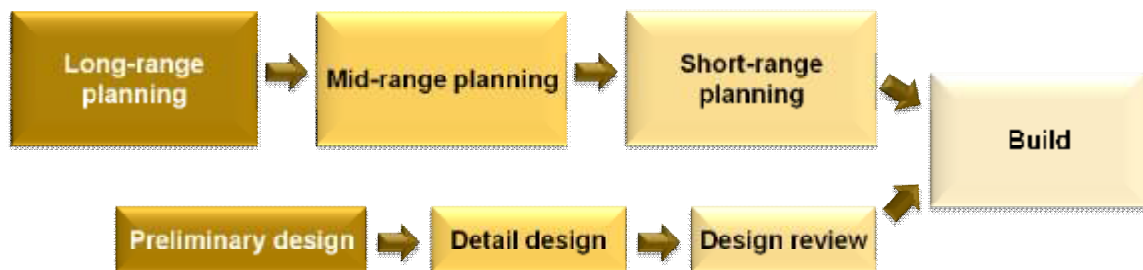 Long-range
planning
Mid-range planning
Short-range
planning
Build
Preliminary design
Detail design
Design review